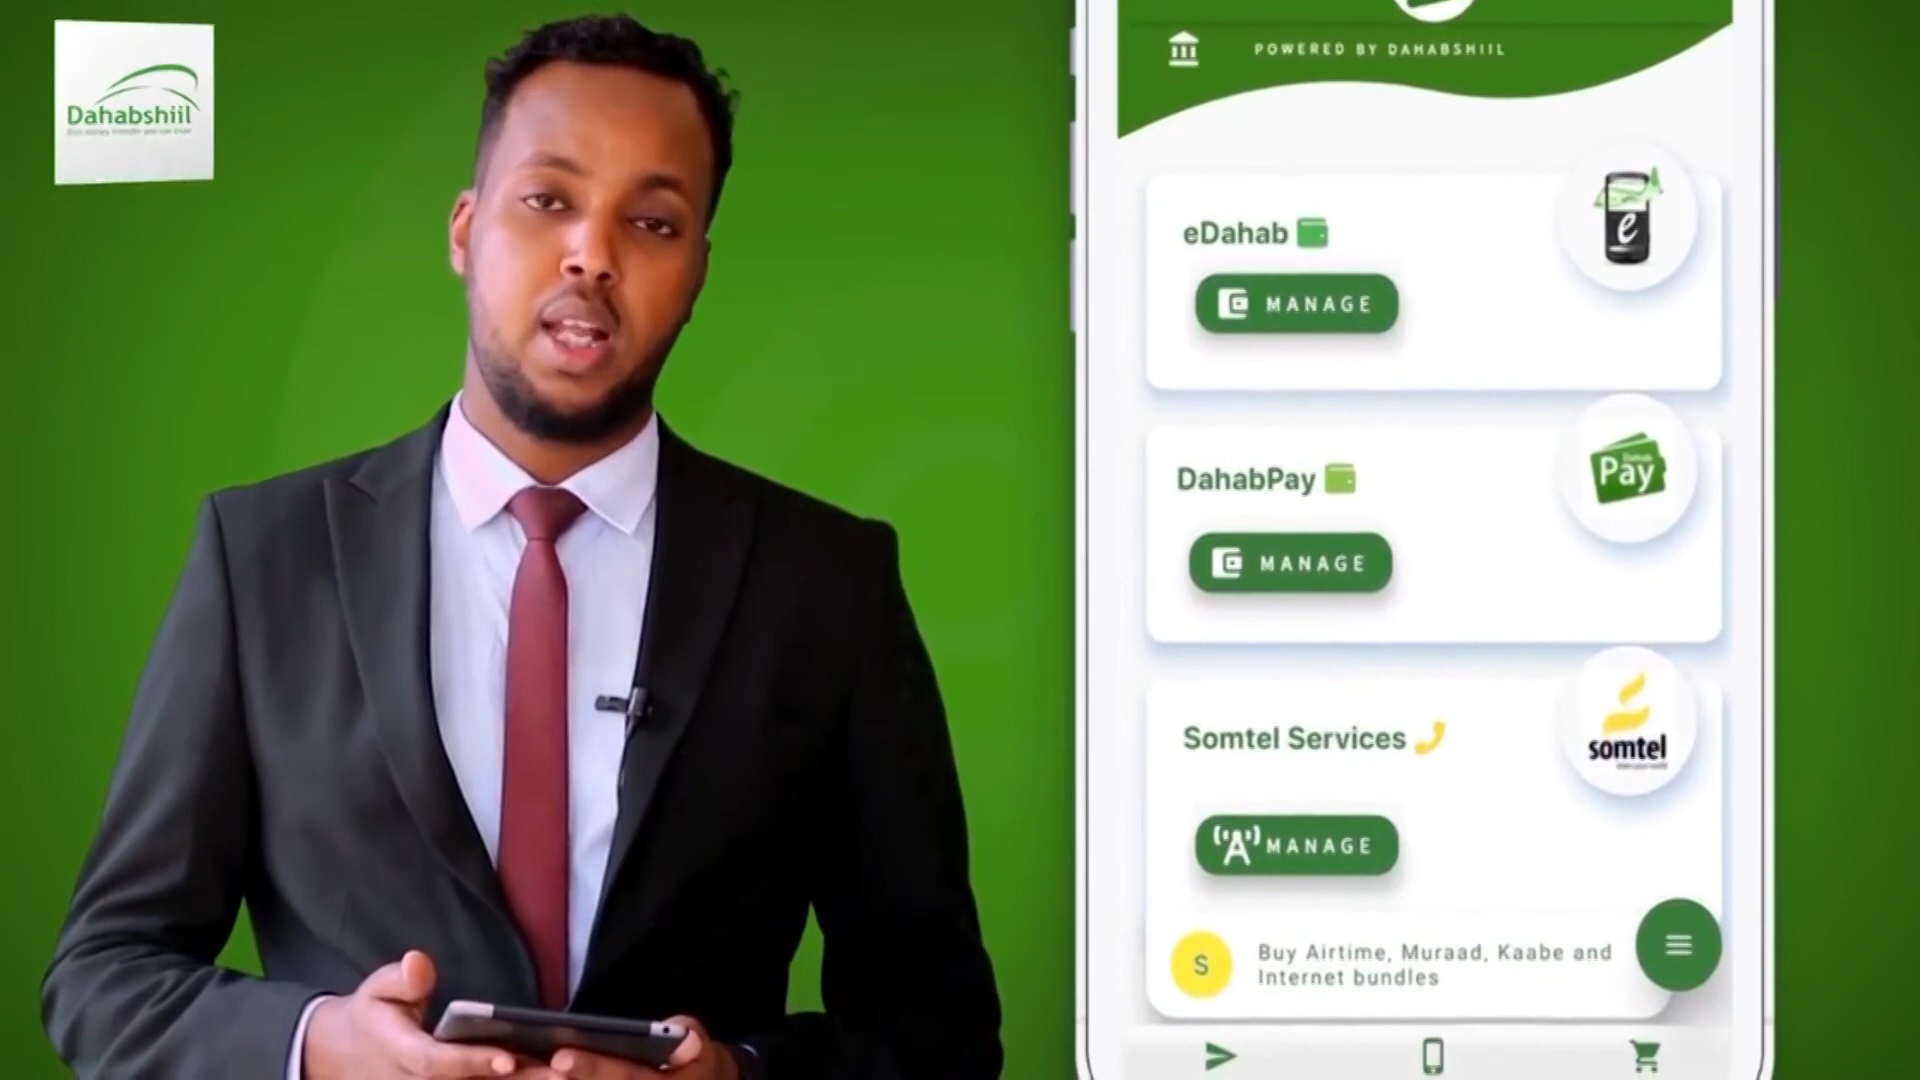 Dahabshiil
POWERED BY DAHABSHIIL
eDahab
e
MANAGE
DahabPay
Dahab
Pay
MANAGE
Somtel Services
somtel
MANAGE
S
Buy Airtime, Muraad, Kaabe and
Internet bundles